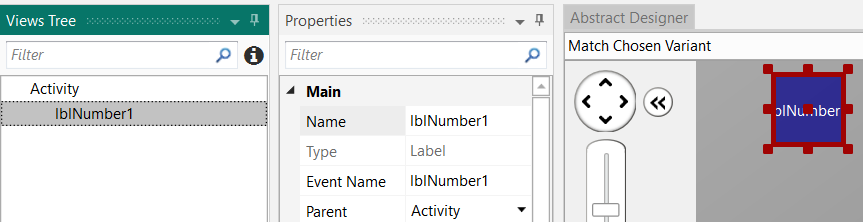 Views Tree
Filter
Activity
lblNumber1
Properties
Filter
Main
Name lblNumber1
Type Label
Event Name lblNumber1
Parent Activity
Abstract Designer
Match Chosen Variant
lblNumber